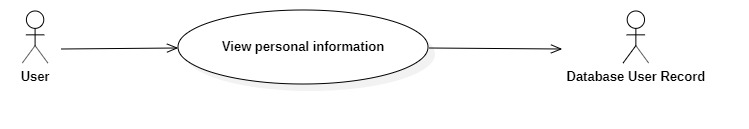 View personal information
User
Database User Record